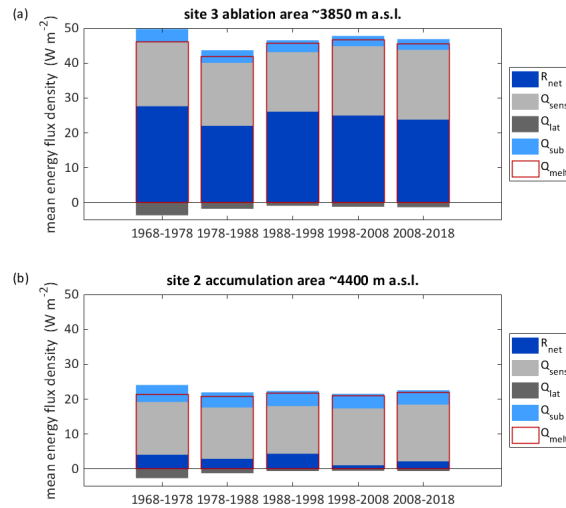 (a)
site 3 ablation area ~3850 m a.s.l.
mean energy flux density (W m⁻²)
50
40
30
20
10
0
1968-1978 1978-1988 1988-1998 1998-2008 2008-2018
R_net
Q_sens
Q_lat
Q_sub
Q_melt
(b)
site 2 accumulation area ~4400 m a.s.l.
mean energy flux density (W m⁻²)
50
40
30
20
10
0
1968-1978 1978-1988 1988-1998 1998-2008 2008-2018
R_net
Q_sens
Q_lat
Q_sub
Q_melt